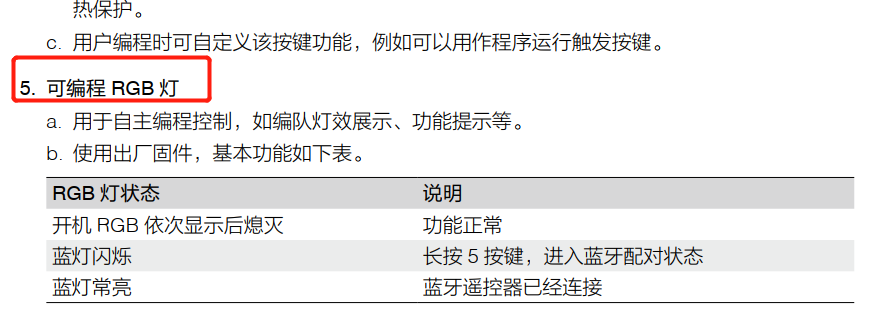 热保护。
c. 用户编程时可自定义该按键功能，例如可以用作程序运行触发按键。
5. 可编程 RGB 灯
a. 用于自主编程控制，如编队灯效展示、功能提示等。
b. 使用出厂固件，基本功能如下表。
RGB 灯状态 说明
开机 RGB 依次显示后熄灭 功能正常
蓝灯闪烁 长按 5 按键，进入蓝牙配对状态
蓝灯常亮 蓝牙遥控器已经连接